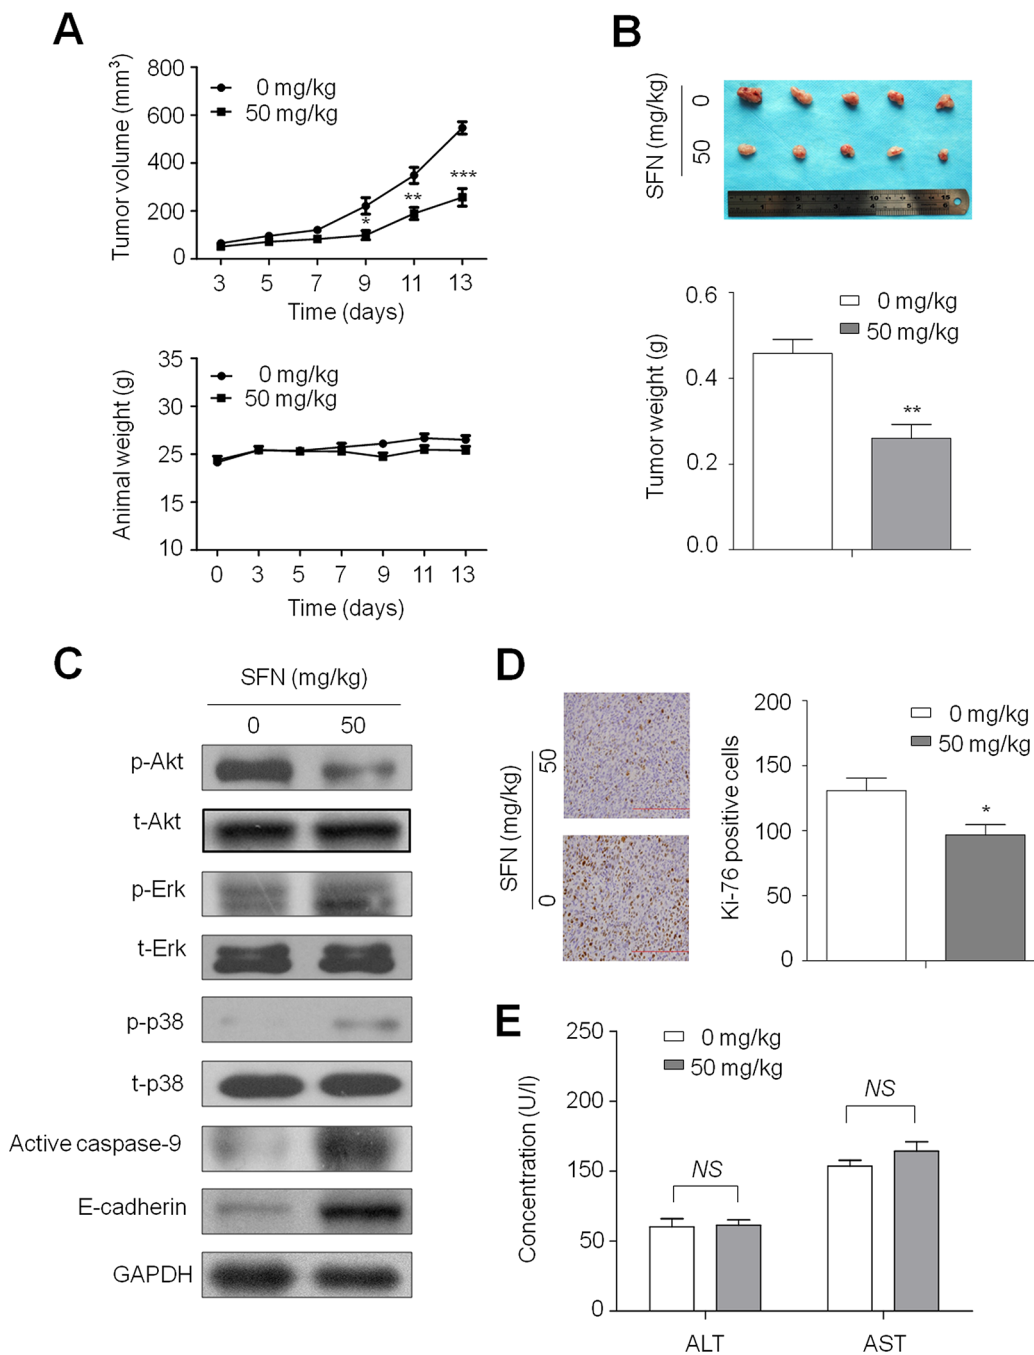 A
Tumor volume (mm³)
800
600
400
200
0
0 mg/kg
50 mg/kg
*
**
***
3 5 7 9 11 13
Time (days)
Animal weight (g)
35
30
25
15
10
0 mg/kg
50 mg/kg
0 3 5 7 9 11 13
Time (days)
B
SFN (mg/kg)
0
50
Tumor weight (g)
0.6
0.4
0.2
0.0
0 mg/kg
50 mg/kg
**
C
SFN (mg/kg)
0 50
p-Akt
t-Akt
p-Erk
t-Erk
p-p38
t-p38
Active caspase-9
E-cadherin
GAPDH
D
SFN (mg/kg)
50
0
Ki-76 positive cells
200
150
100
50
0
0 mg/kg
50 mg/kg
*
E
Concentration (U/l)
250
200
150
50
0
0 mg/kg
50 mg/kg
NS
NS
ALT AST